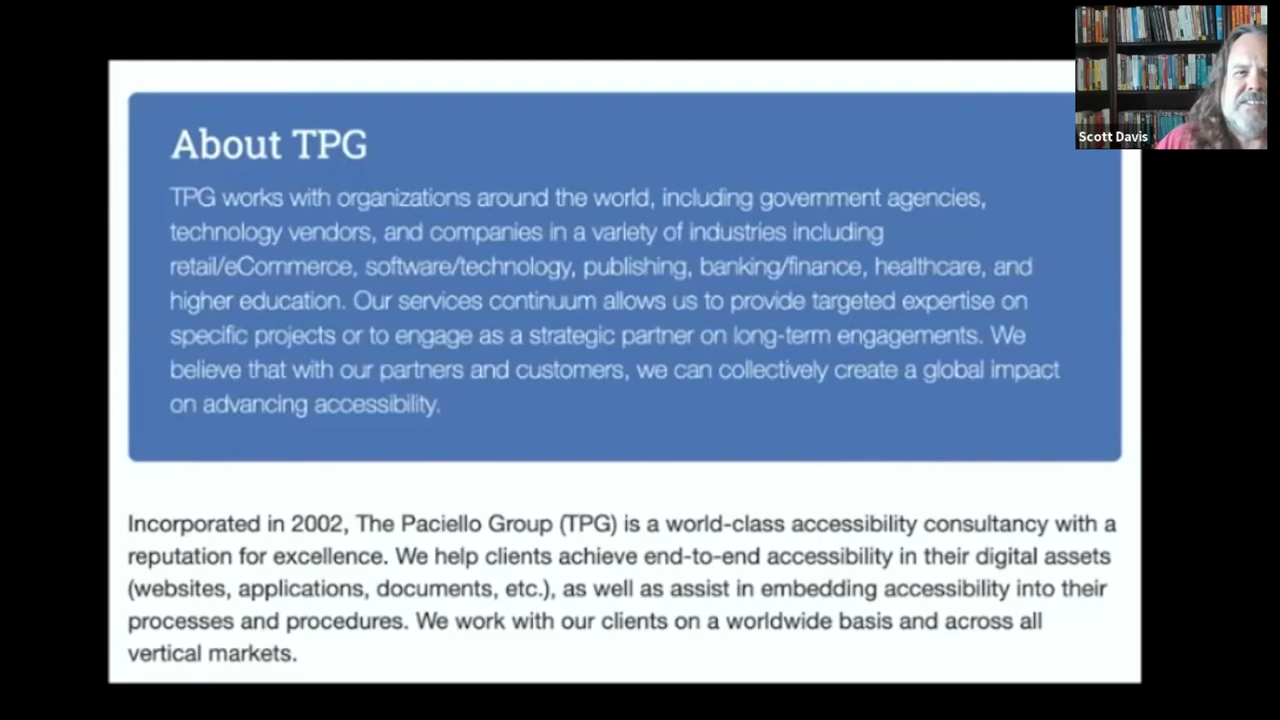 About TPG
TPG works with organizations around the world, including government agencies,
technology vendors, and companies in a variety of industries including
retail/eCommerce, software/technology, publishing, banking/finance, healthcare, and
higher education. Our services continuum allows us to provide targeted expertise on
specific projects or to engage as a strategic partner on long-term engagements. We
believe that with our partners and customers, we can collectively create a global impact
on advancing accessibility.
Incorporated in 2002, The Paciello Group (TPG) is a world-class accessibility consultancy with a
reputation for excellence. We help clients achieve end-to-end accessibility in their digital assets
(websites, applications, documents, etc.), as well as assist in embedding accessibility into their
processes and procedures. We work with our clients on a worldwide basis and across all
vertical markets.
Scott Davis